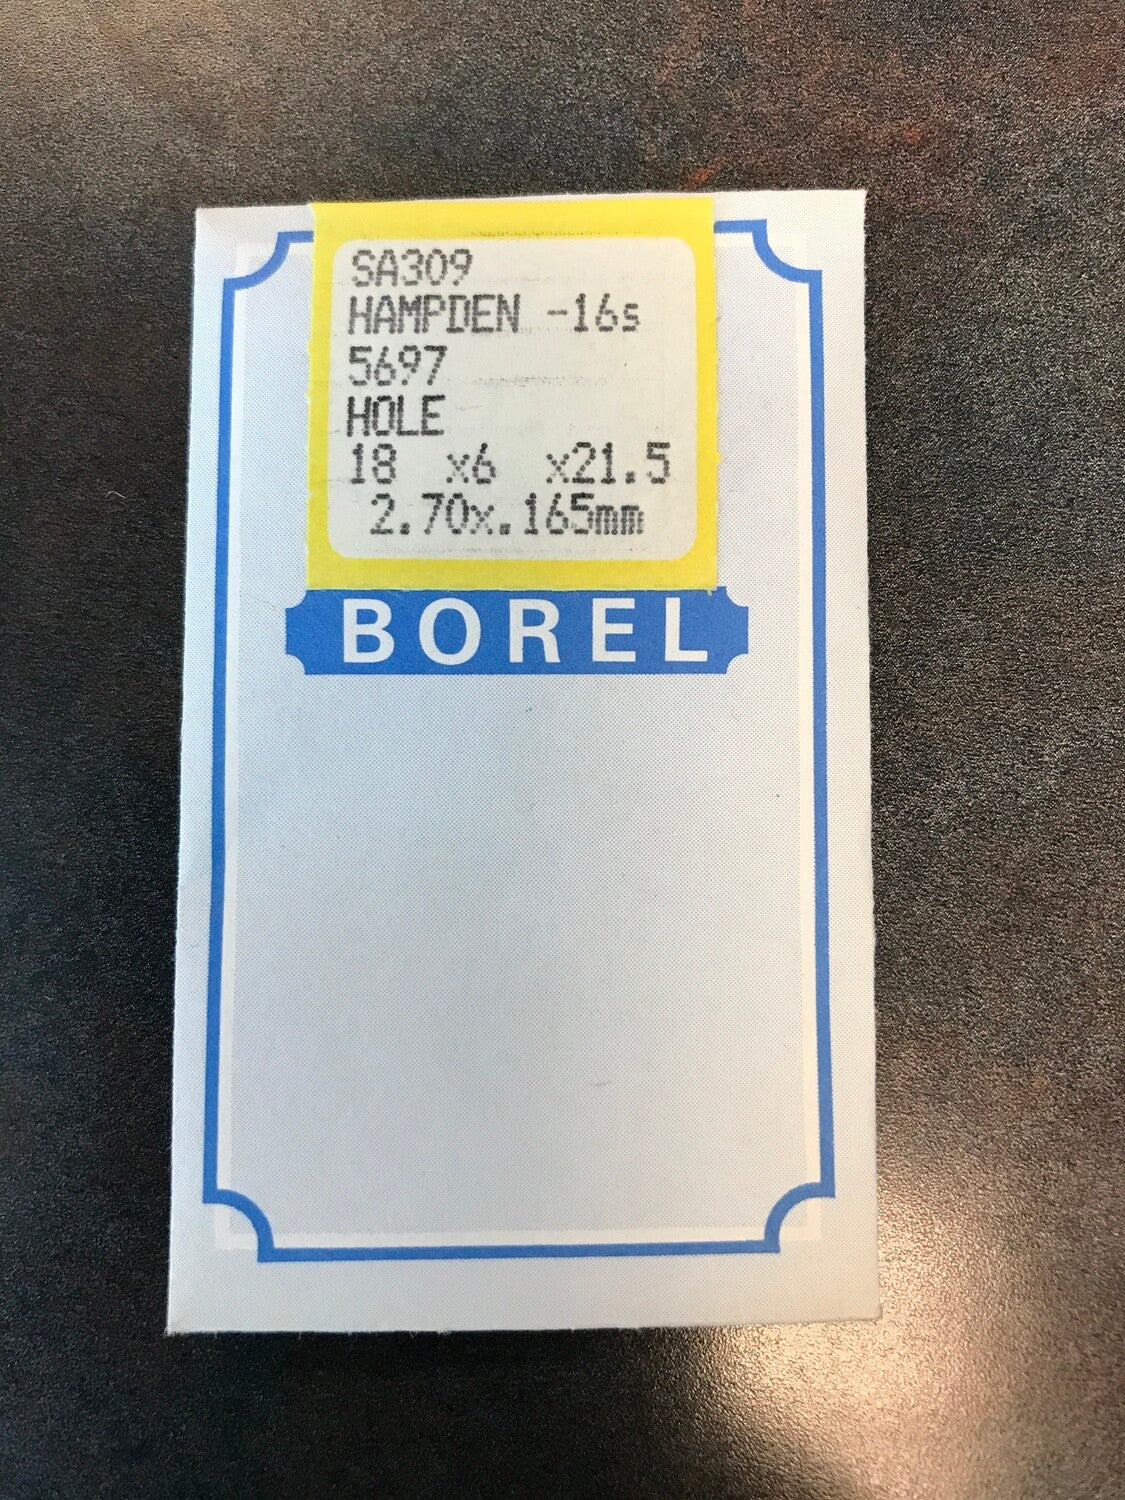 SA309
HAMPDEN -16s
5697
HOLE
18 x6 x21.5
2.70x.165mm
BOREL